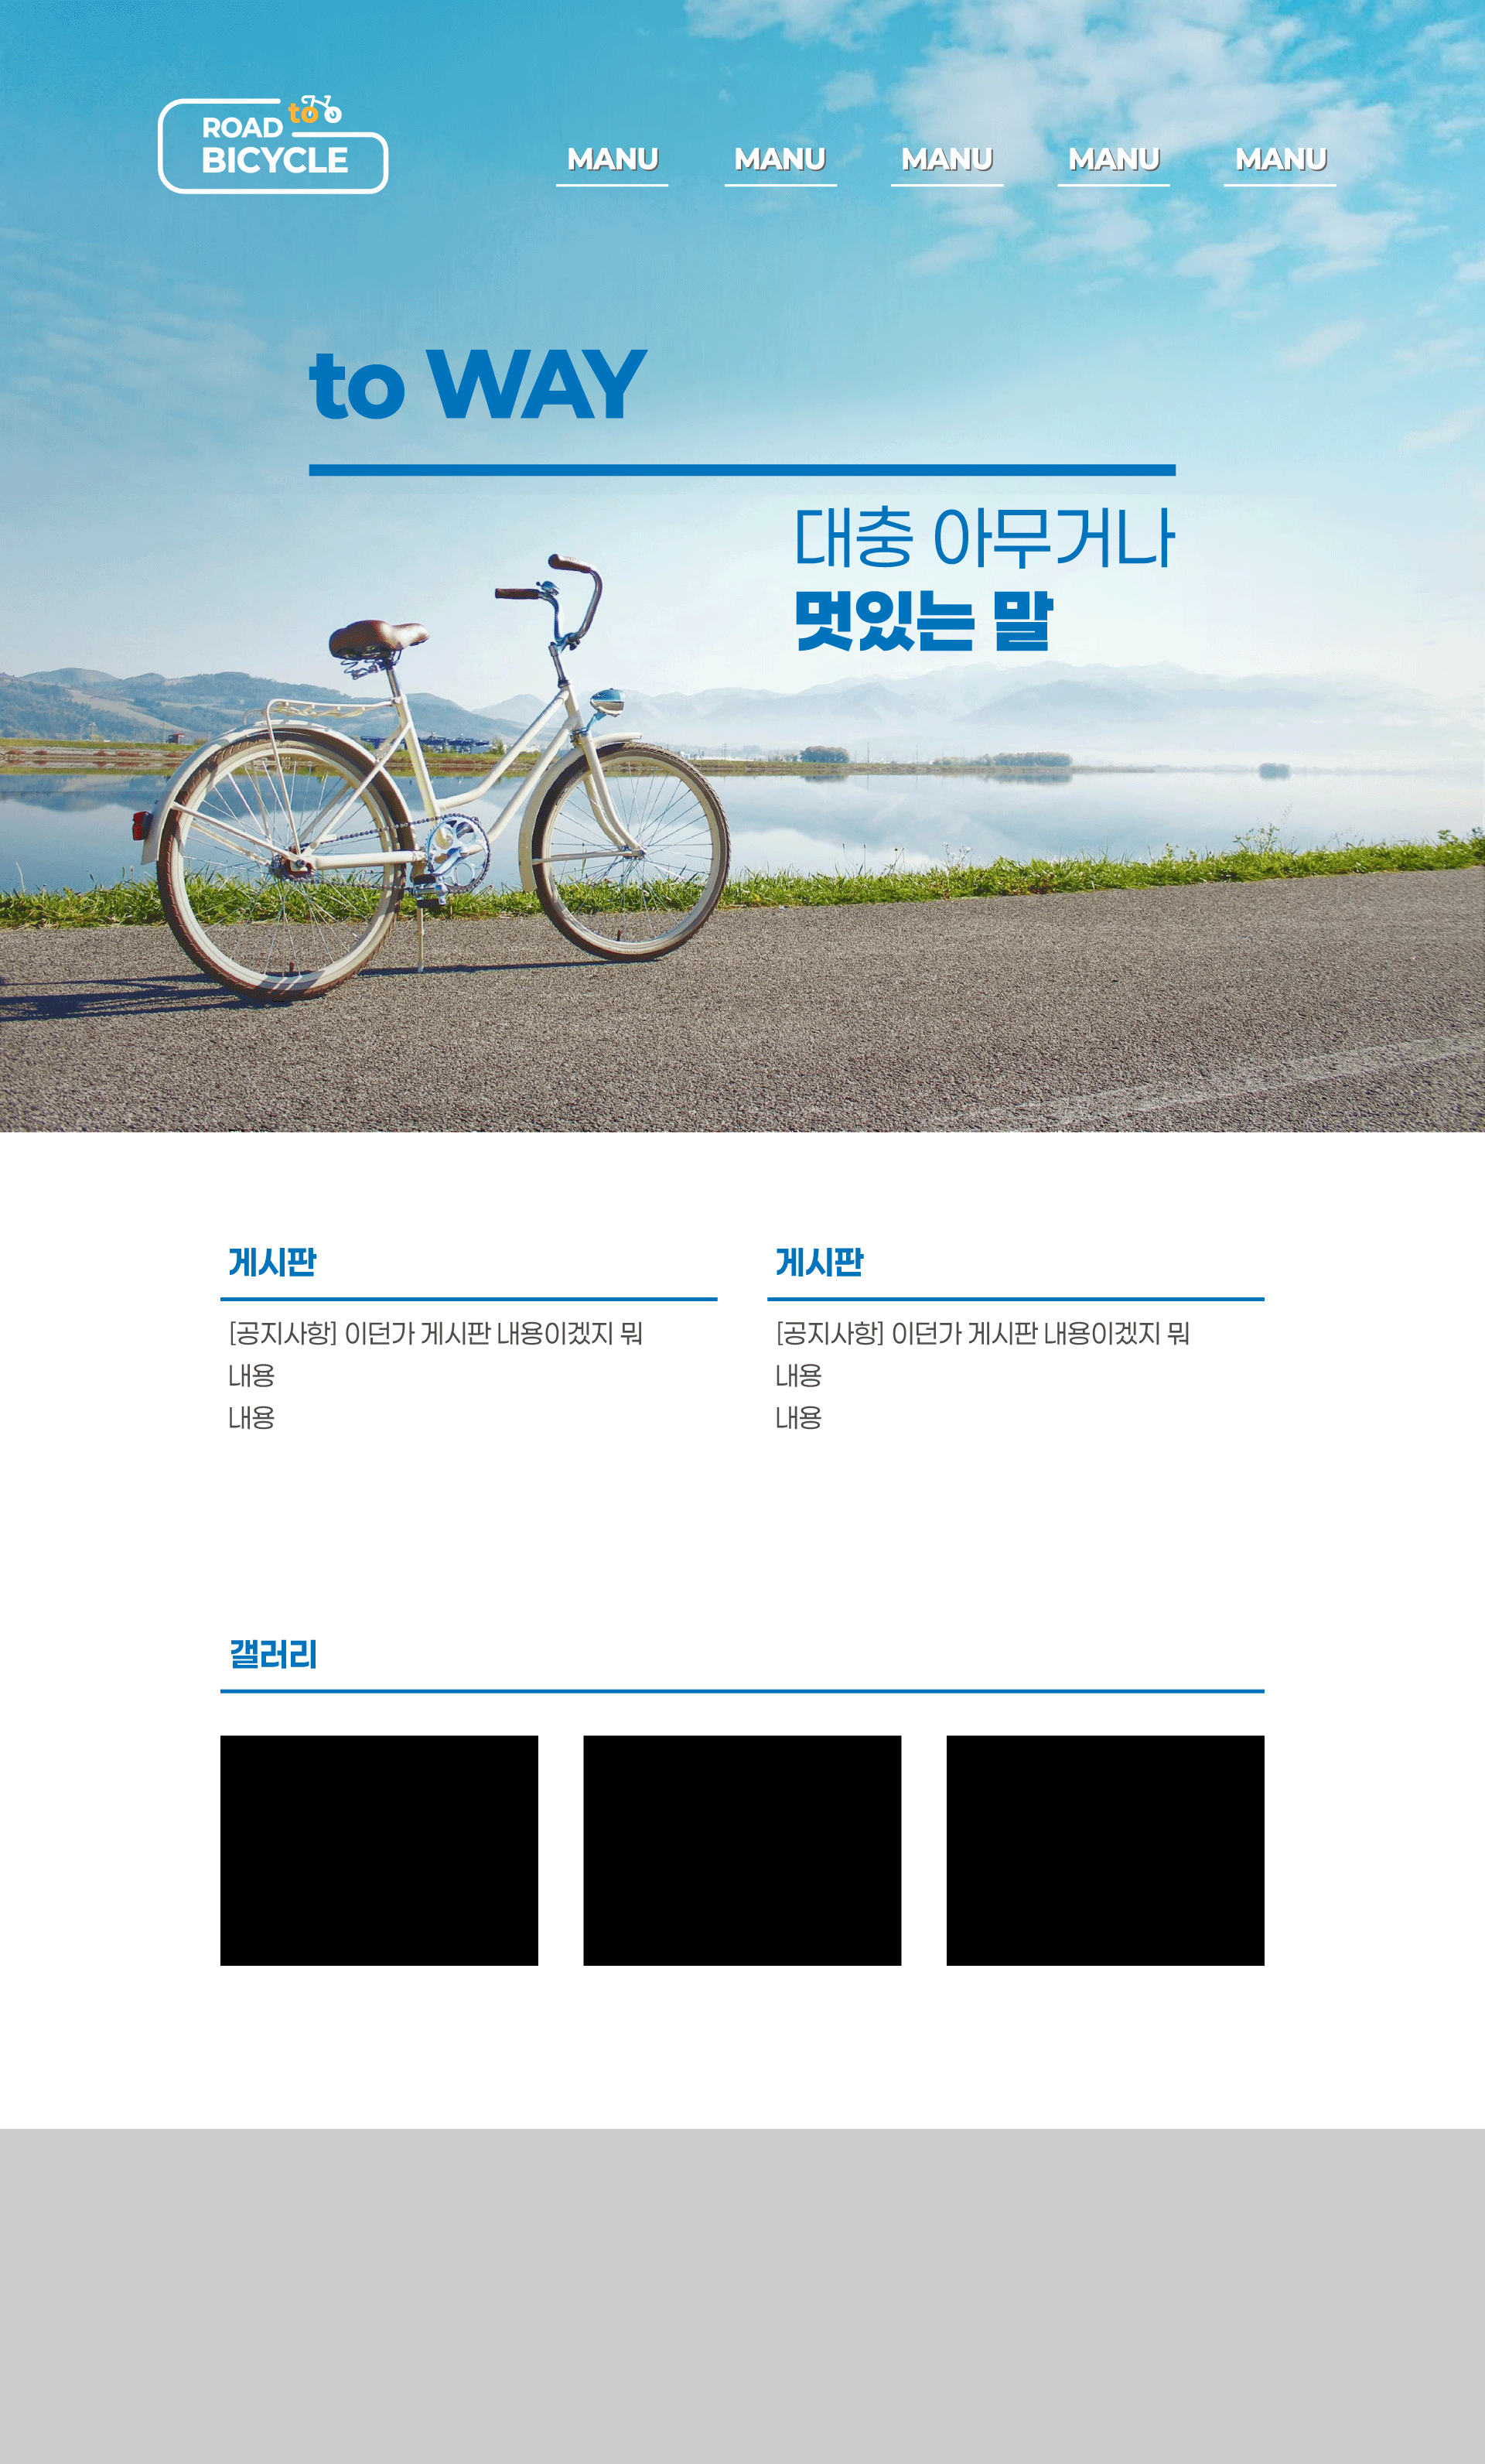 ROAD to
BICYCLE
MANU MANU MANU MANU MANU
to WAY
대충 아무거나
멋있는 말
게시판
[공지사항] 이던가 게시판 내용이겠지 뭐
내용
내용
게시판
[공지사항] 이던가 게시판 내용이겠지 뭐
내용
내용
갤러리